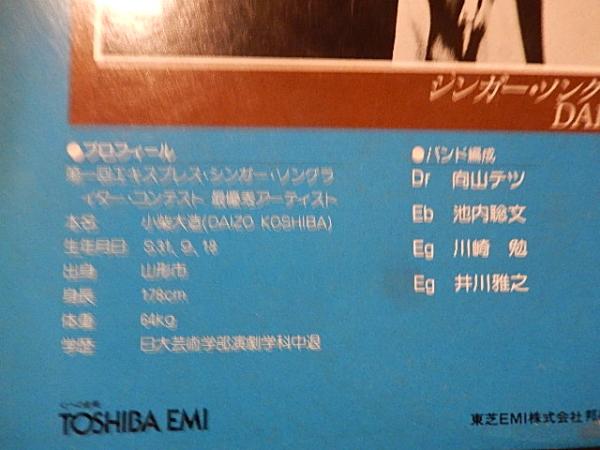 シンガー・ソング
DAI
●プロフィール
第一回エキスプレス・シンガー・ソングラ
イター・コンテスト 最優秀アーティスト
本名 小柴大造(DAIZO KOSHIBA)
生年月日 S.31, 9, 18
出身 山形市
身長 178cm
体重 64kg
学歴 日大芸術学部演劇学科中退
●バンド編成
Dr 向山テツ
Eb 池内聡文
Eg 川崎 勉
Eg 井川雅之
TOSHIBA EMI
東芝EMI株式会社